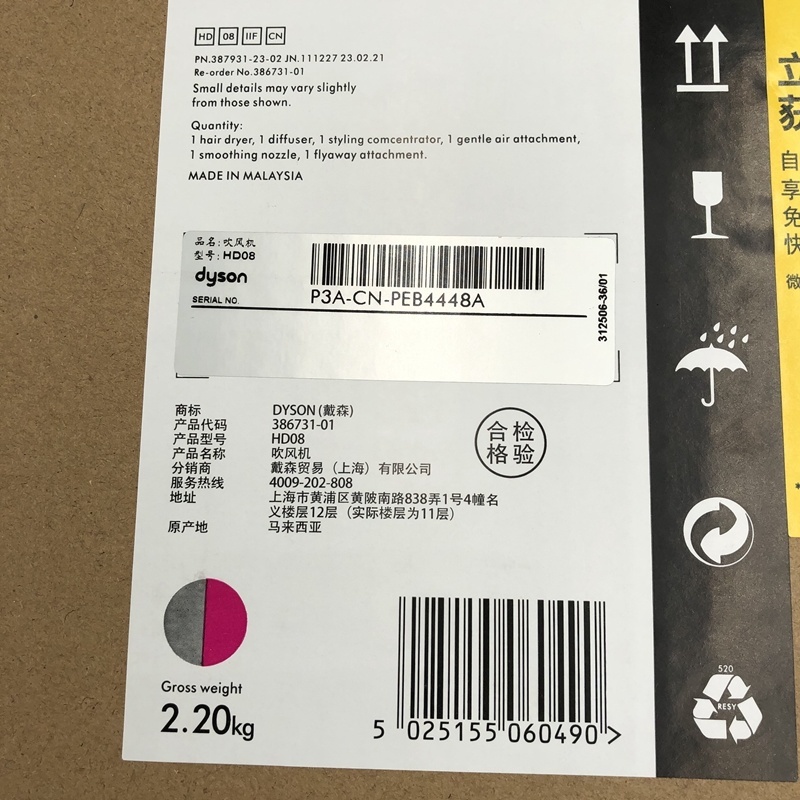 HD 08 IIF CN
PN.387931-23-02 JN.111227 23.02.21
Re-order No.386731-01
Small details may vary slightly
from those shown.
Quantity:
1 hair dryer, 1 diffuser, 1 styling comcentrator, 1 gentle air attachment,
1 smoothing nozzle, 1 flyaway attachment.
MADE IN MALAYSIA
品名:吹风机
型号:HD08
dyson
SERIAL NO.
P3A-CN-PEB4448A
312506-36/01
商标 DYSON (戴森)
产品代码 386731-01
产品型号 HD08
产品名称 吹风机
分销商 戴森贸易(上海)有限公司
服务热线 4009-202-808
地址 上海市黄浦区黄陂南路838弄1号4幢名
义楼层12层(实际楼层为11层)
原产地 马来西亚
合检
格验
Gross weight
2.20kg
5 025155 060490 >
520
RESY
立
获
自
享
免
快
微